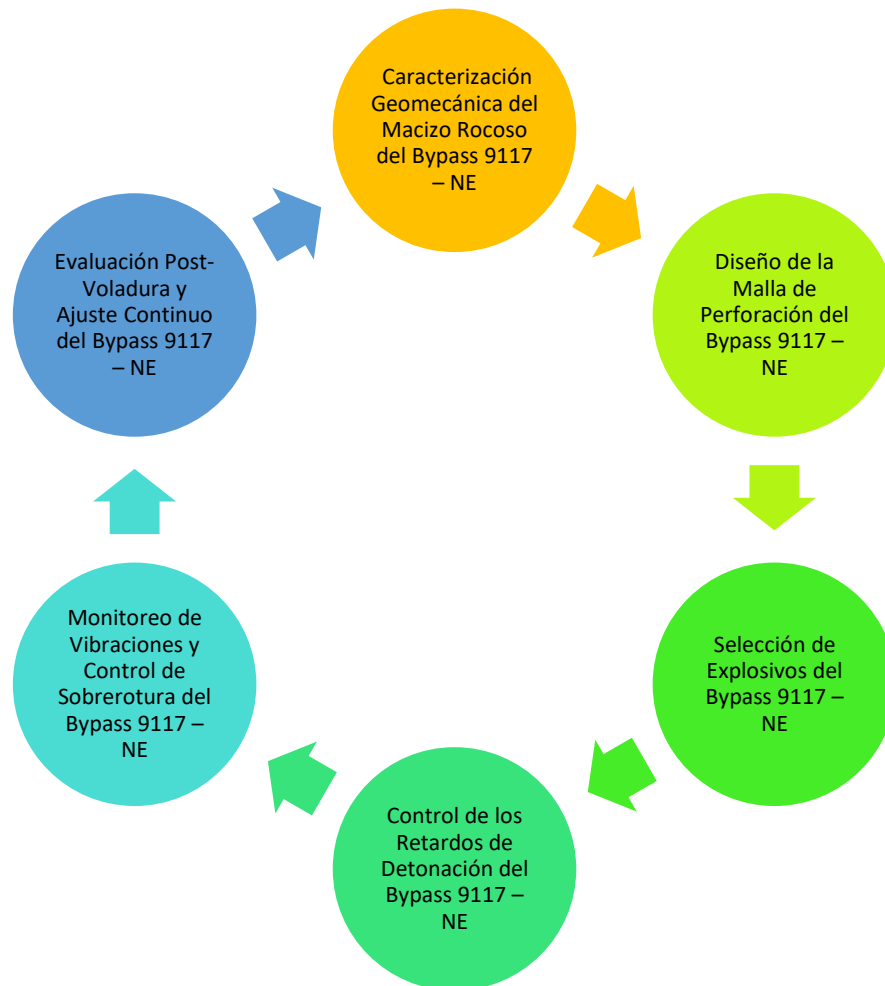 Caracterización
Geomecánica del
Macizo Rocoso
del Bypass 9117
– NE
Diseño de la
Malla de
Perforación del
Bypass 9117 –
NE
Selección de
Explosivos del
Bypass 9117 –
NE
Control de los
Retardos de
Detonación del
Bypass 9117 –
NE
Monitoreo de
Vibraciones y
Control de
Sobrerotura del
Bypass 9117 –
NE
Evaluación Post-
Voladura y
Ajuste Continuo
del Bypass 9117
– NE